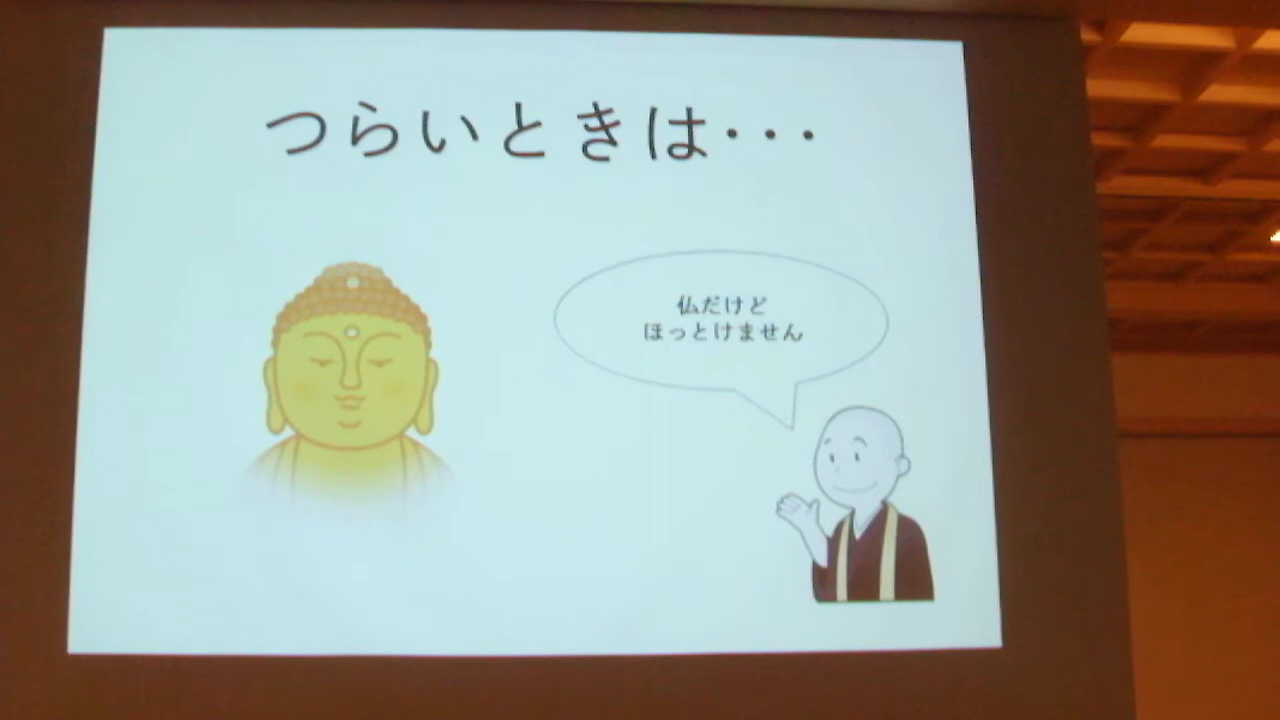 つらいときは・・・
仏だけど
ほっとけません